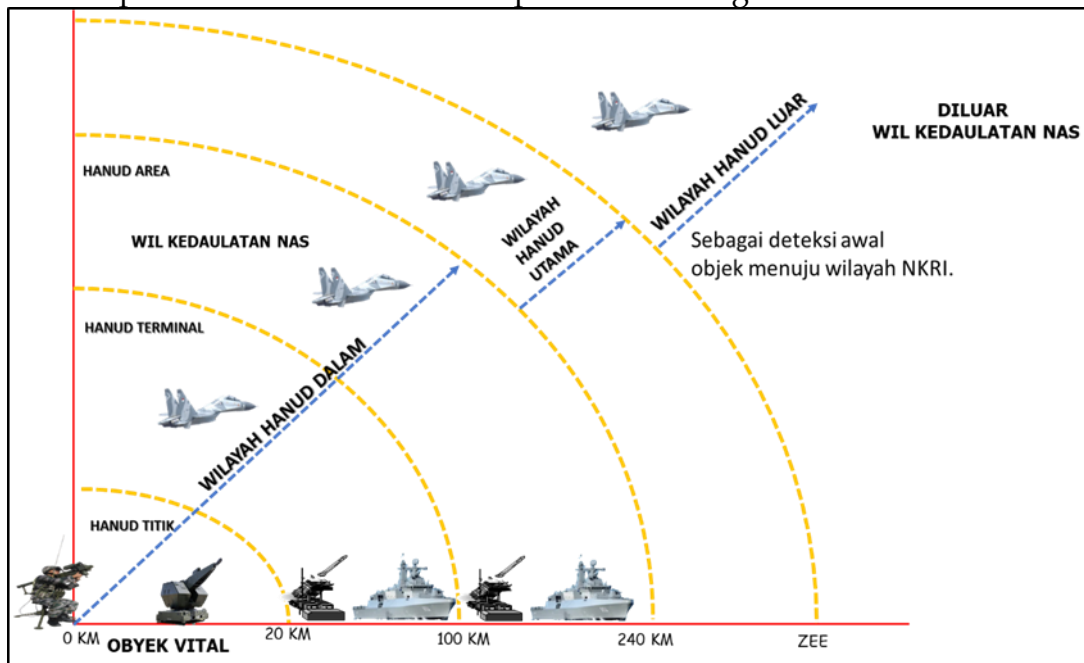 DILUAR
WIL KEDAULATAN NAS
WILAYAH HANUD LUAR
HANUD AREA
WILAYAH
HANUD
UTAMA
Sebagai deteksi awal
objek menuju wilayah NKRI.
WIL KEDAULATAN NAS
HANUD TERMINAL
WILAYAH HANUD DALAM
HANUD TITIK
0 KM
OBYEK VITAL
20 KM
100 KM
240 KM
ZEE